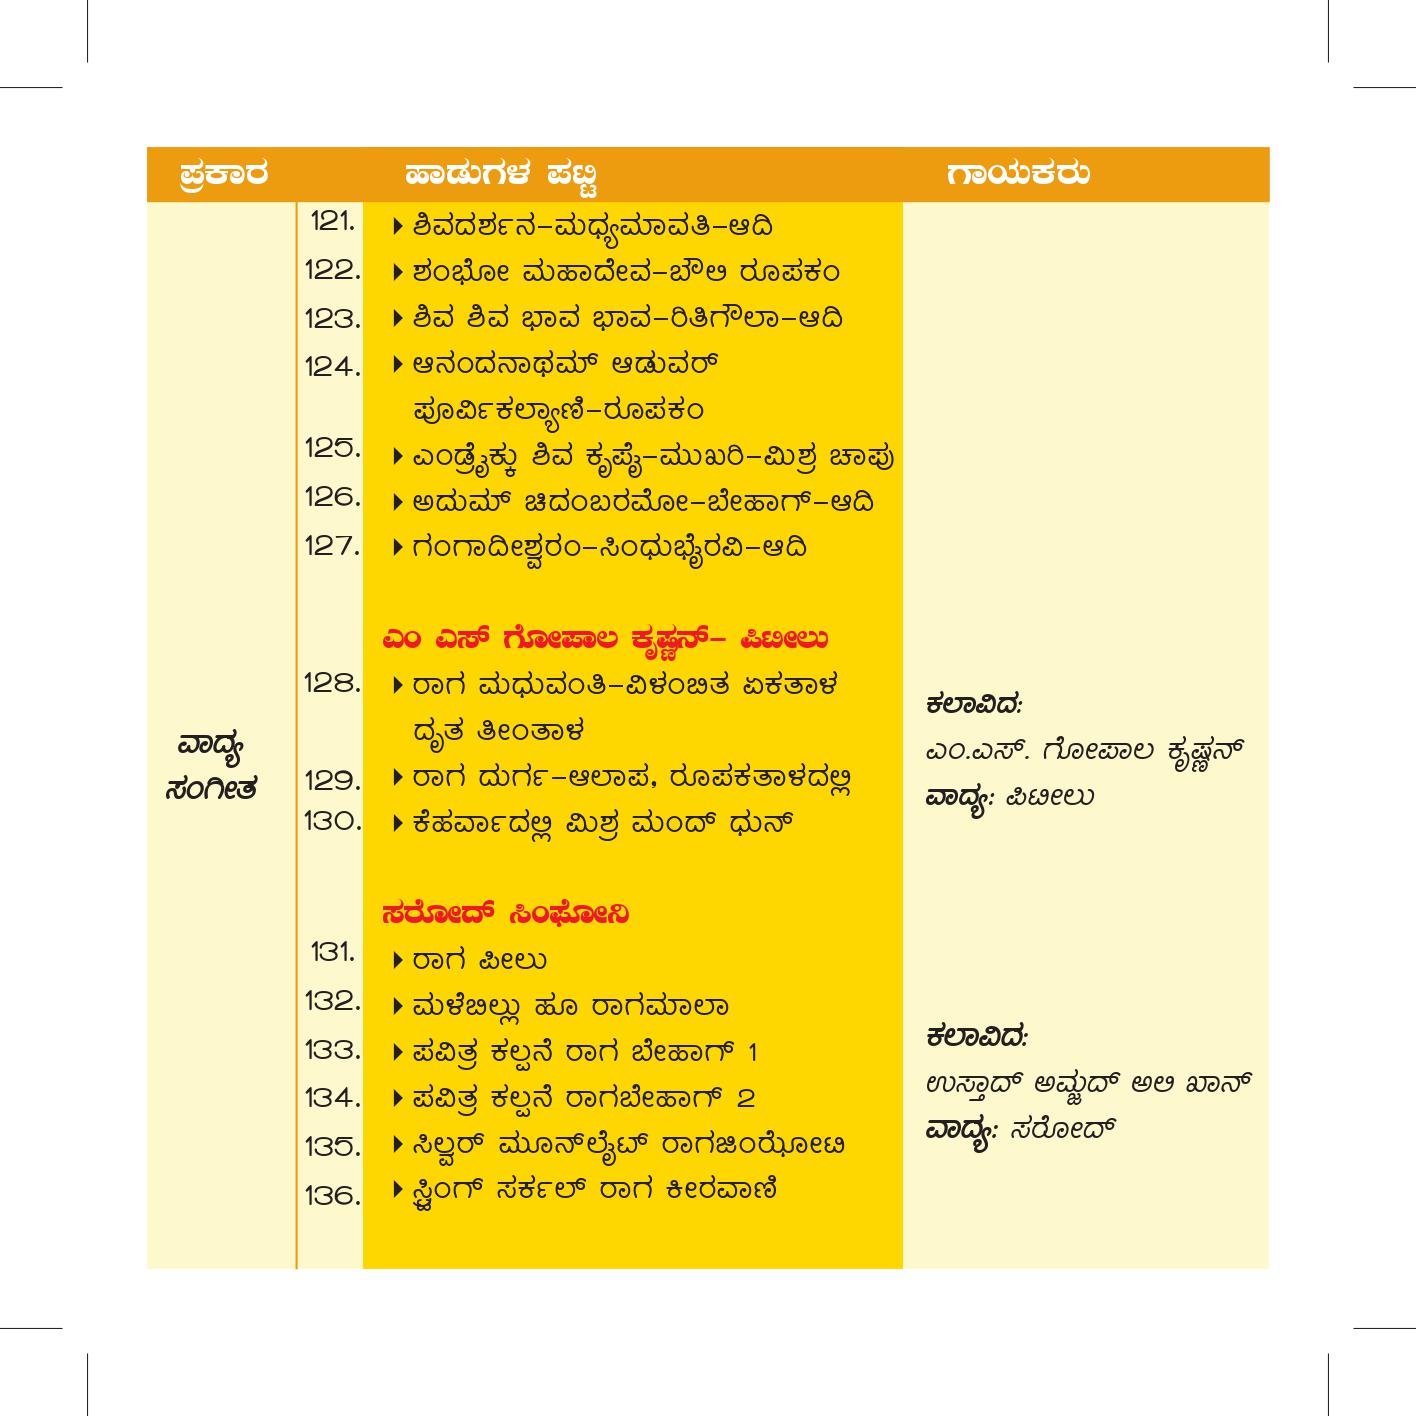 ಪ್ರಕಾರ ಹಾಡುಗಳ ಪಟ್ಟಿ ಗಾಯಕರು
121. ಶಿವದರ್ಶನ-ಮಧ್ಯಮಾವತಿ-ಆದಿ
122. ಶಂಭೋ ಮಹಾದೇವ-ಬೌಲಿ ರೂಪಕಂ
123. ಶಿವ ಶಿವ ಭಾವ ಭಾವ-ರಿತಿಗೌಲಾ-ಆದಿ
124. ಆನಂದನಾಥಮ್ ಆಡುವರ್
ಪೂರ್ವಿಕಲ್ಯಾಣಿ-ರೂಪಕಂ
125. ಎಂಡ್ರೈಕ್ಕು ಶಿವ ಕೃಪೈ-ಮುಖರಿ-ಮಿಶ್ರ ಚಾಪು
126. ಅದುಮ್ ಚಿದಂಬರಮೋ-ಬೇಹಾಗ್-ಆದಿ
127. ಗಂಗಾದೀಶ್ವರಂ-ಸಿಂಧುಭೈರವಿ-ಆದಿ
ಎಂ ಎಸ್ ಗೋಪಾಲ ಕೃಷ್ಣನ್- ಪಿಟೀಲು
128. ರಾಗ ಮಧುವಂತಿ-ವಿಳಂಬಿತ ಏಕತಾಳ
ದೃತ ತೀಂತಾಳ
129. ರಾಗ ದುರ್ಗ-ಆಲಾಪ, ರೂಪಕತಾಳದಲ್ಲಿ
130. ಕೆಹರ್ವಾದಲ್ಲಿ ಮಿಶ್ರ ಮಂದ್ ಧುನ್
ವಾದ್ಯ
ಸಂಗೀತ
ಕಲಾವಿದ:
ಎಂ.ಎಸ್. ಗೋಪಾಲ ಕೃಷ್ಣನ್
ವಾದ್ಯ: ಪಿಟೀಲು
ಸರೋದ್ ಸಿಂಫೋನಿ
131. ರಾಗ ಪೀಲು
132. ಮಳೆಬಿಲ್ಲು ಹೂ ರಾಗಮಾಲಾ
133. ಪವಿತ್ರ ಕಲ್ಪನೆ ರಾಗ ಬೇಹಾಗ್ 1
134. ಪವಿತ್ರ ಕಲ್ಪನೆ ರಾಗಬೇಹಾಗ್ 2
135. ಸಿಲ್ವರ್ ಮೂನ್‌ಲೈಟ್ ರಾಗಜಿಂಝೋಟಿ
136. ಸ್ಟ್ರಿಂಗ್ ಸರ್ಕಲ್ ರಾಗ ಕೀರವಾಣಿ
ಕಲಾವಿದ:
ಉಸ್ತಾದ್ ಅಮ್ಜದ್ ಅಲಿ ಖಾನ್
ವಾದ್ಯ: ಸರೋದ್